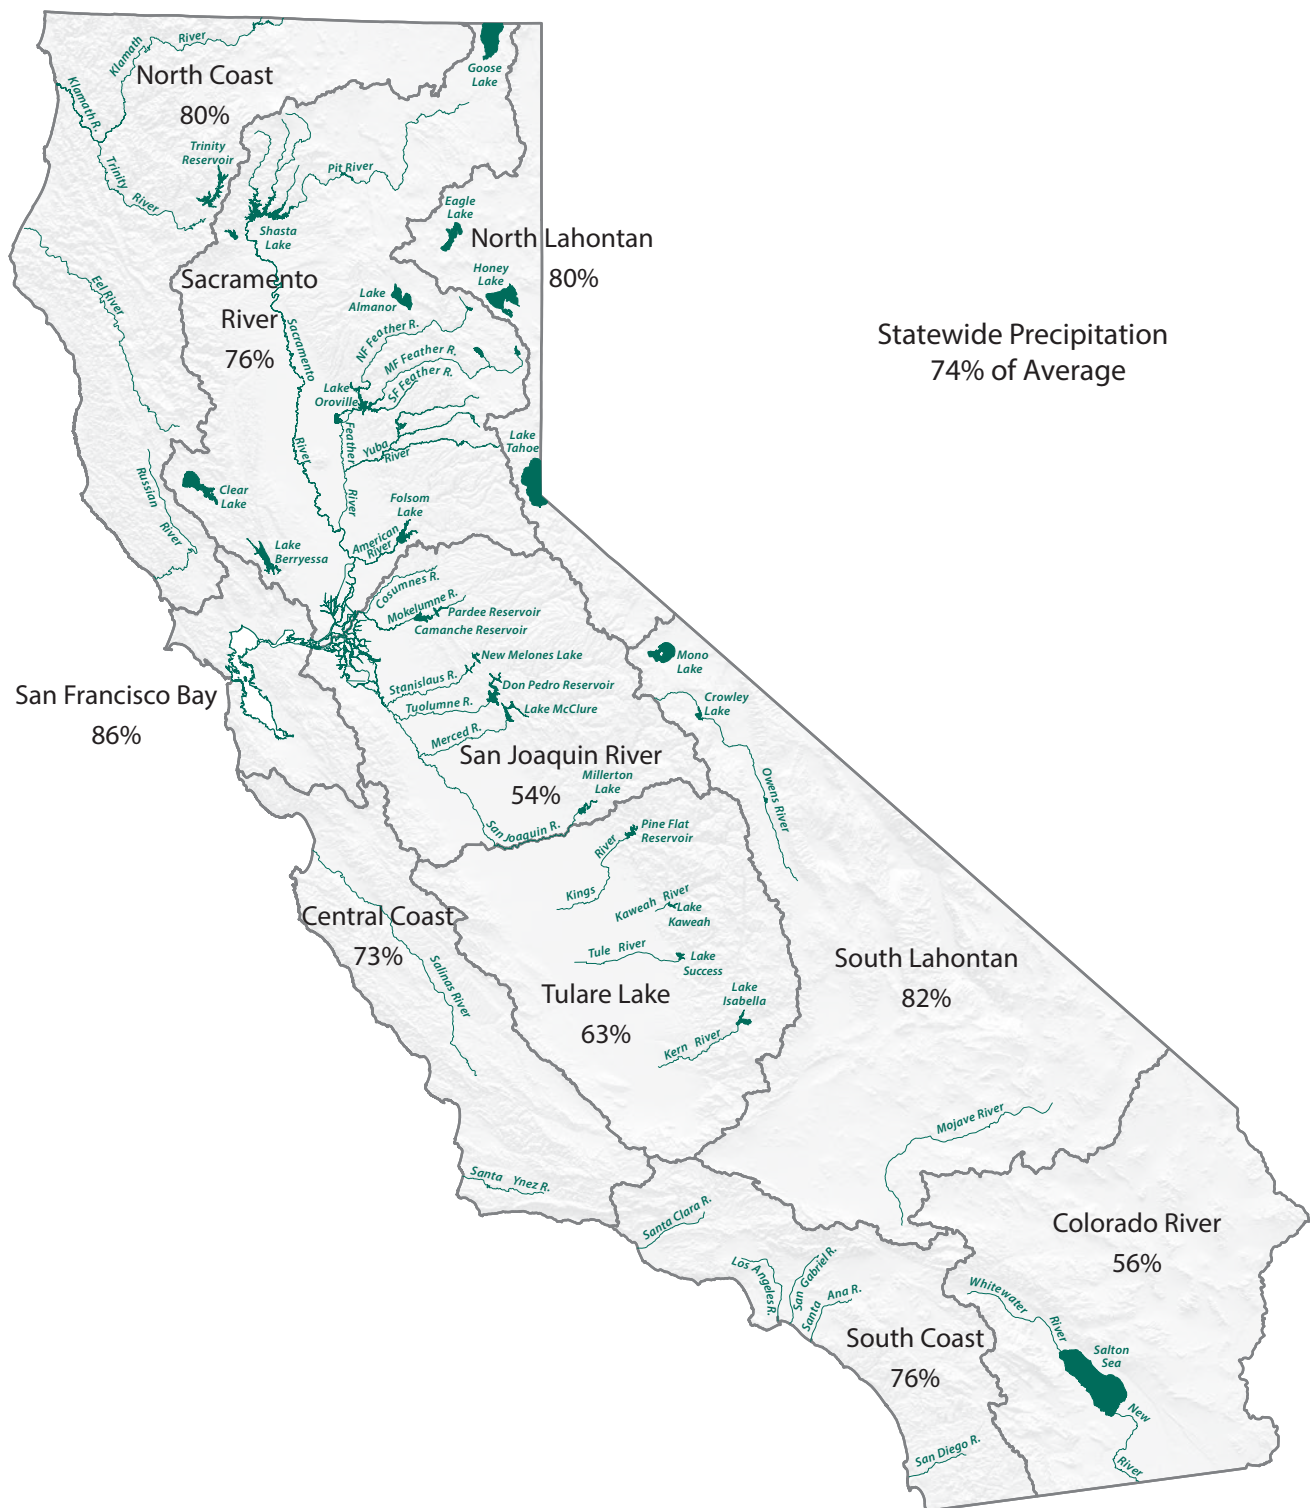 Klamath
River
Goose
Lake
North Coast
80%
Klamath R.
Trinity
Reservoir
Trinity
River
Pit River
Shasta
Lake
Eagle
Lake
North Lahontan
80%
Honey
Lake
Sacramento
River
76%
Eel River
Lake
Almanor
Sacramento
River
NF Feather R.
MF Feather R.
SF Feather R.
Statewide Precipitation
74% of Average
Lake
Oroville
Feather
River
Yuba
River
Lake
Tahoe
Russian
River
Clear
Lake
Folsom
Lake
American
River
Lake
Berryessa
Cosumnes R.
Mokelumne R.
Pardee Reservoir
Camanche Reservoir
New Melones Lake
Stanislaus R.
Don Pedro Reservoir
Tuolumne R.
Lake McClure
Merced R.
Mono
Lake
Crowley
Lake
San Francisco Bay
86%
San Joaquin River
54%
Millerton
Lake
Owens River
San Joaquin R.
Pine Flat
Reservoir
Kings
River
Kaweah River
Lake
Kaweah
Central Coast
73%
Salinas River
Tule River
Lake
Success
Tulare Lake
63%
Lake
Isabella
Kern River
South Lahontan
82%
Mojave River
Santa Ynez R.
Santa Clara R.
Los Angeles R.
San Gabriel R.
Santa Ana R.
Colorado River
56%
Whitewater
River
South Coast
76%
Salton
Sea
New
River
San Diego R.